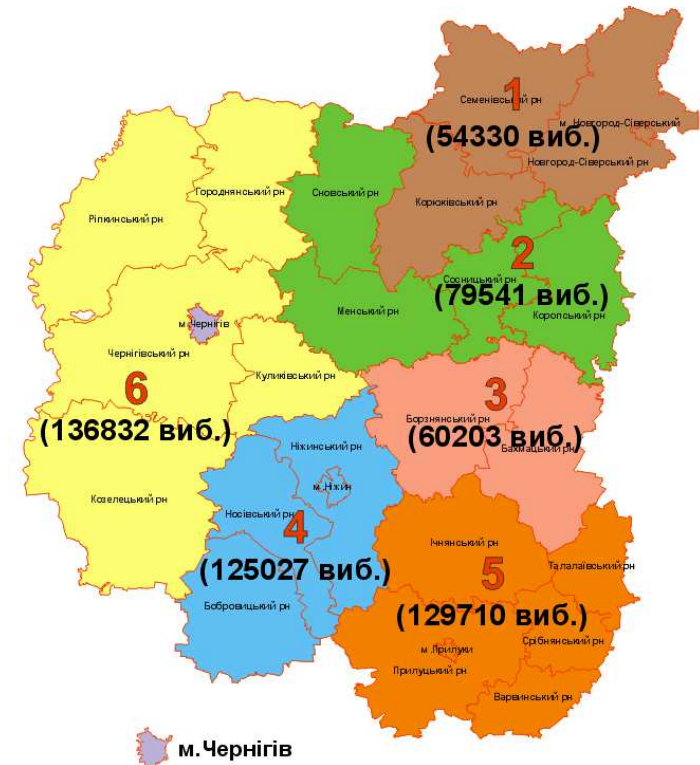 1
Семенівський рн
м. Новгород-Сіверський
(54330 виб.)
Новгород-Сіверський рн
Городнянський рн
Сновський рн
Корюківський рн
Ріпкинський рн
2
Сосницький рн
(79541 виб.)
Менський рн
Коропський рн
м.Чернігів
Чернігівський рн
Куликівський рн
6
(136832 виб.)
3
Борзнянський рн
(60203 виб.)
Бахмацький рн
Ніжинський рн
м.Ніжин
Козелецький рн
Носівський рн
4
(125027 виб.)
Бобровицький рн
Ічнянський рн
5
Талалаївський рн
(129710 виб.)
Срібнянський рн
м.Прилуки
Прилуцький рн
Варвинський рн
м.Чернігів